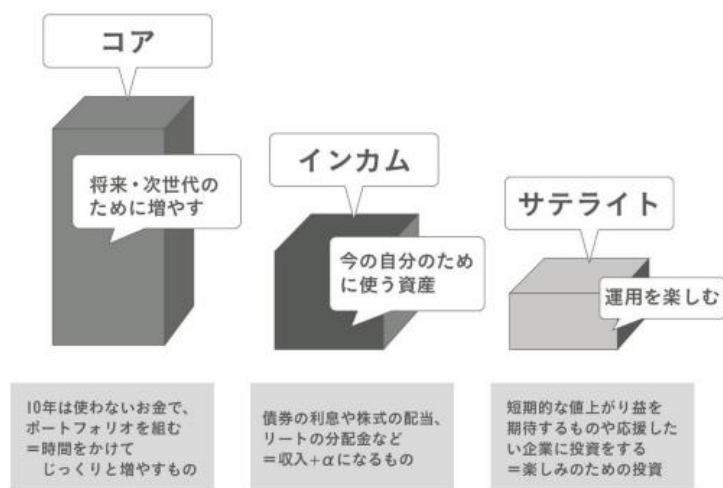 コア
将来・次世代の
ために増やす
10年は使わないお金で、
ポートフォリオを組む
＝時間をかけて
じっくりと増やすもの
インカム
今の自分のため
に使う資産
債券の利息や株式の配当、
リートの分配金など
＝収入+αになるもの
サテライト
運用を楽しむ
短期的な値上がり益を
期待するものや応援した
い企業に投資をする
＝楽しみのための投資